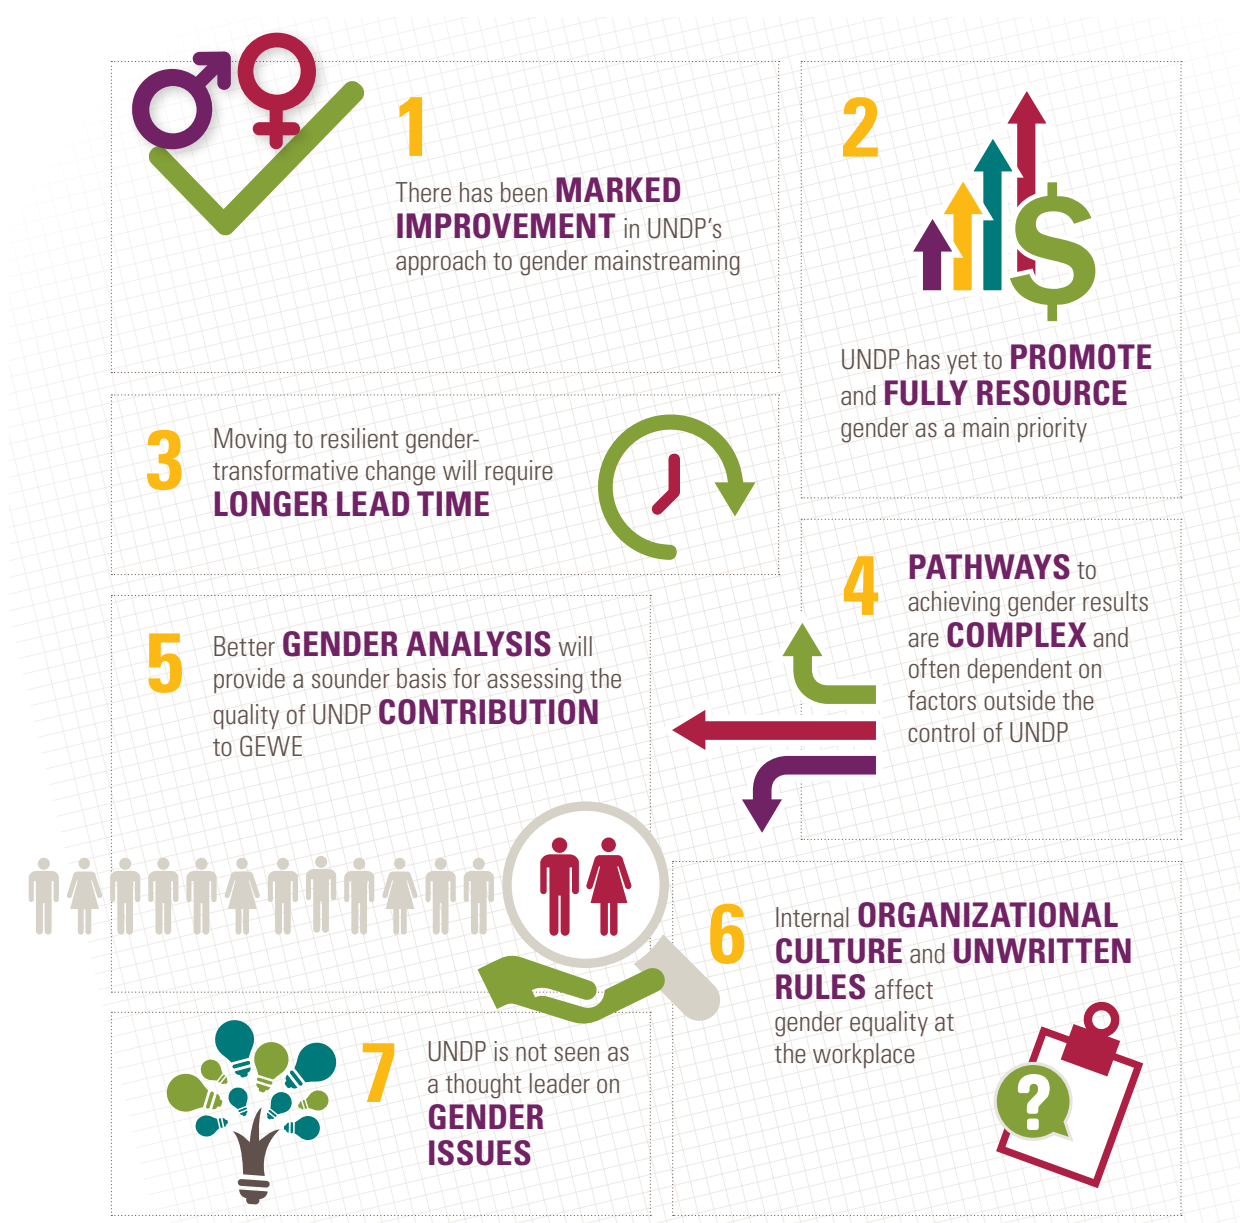 1
There has been MARKED
IMPROVEMENT in UNDP's
approach to gender mainstreaming
2
UNDP has yet to PROMOTE
and FULLY RESOURCE
gender as a main priority
3
Moving to resilient gender-
transformative change will require
LONGER LEAD TIME
4
PATHWAYS to
achieving gender results
are COMPLEX and
often dependent on
factors outside the
control of UNDP
5
Better GENDER ANALYSIS will
provide a sounder basis for assessing the
quality of UNDP CONTRIBUTION
to GEWE
6
Internal ORGANIZATIONAL
CULTURE and UNWRITTEN
RULES affect
gender equality at
the workplace
7
UNDP is not seen as
a thought leader on
GENDER
ISSUES
$
?